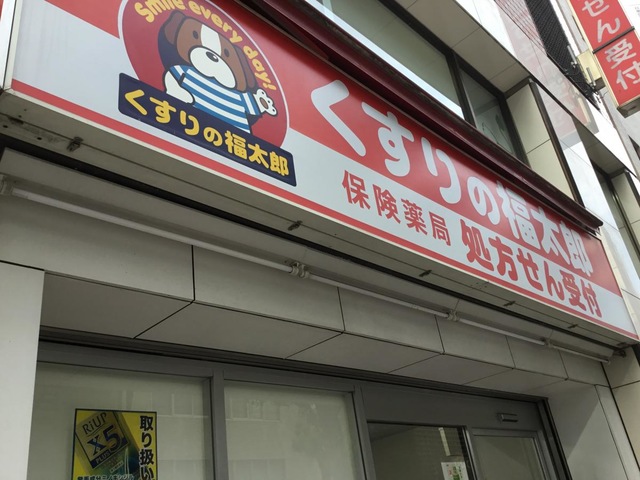 Smile every day!
くすりの福太郎
くすりの福太郎
保険薬局 処方せん受付
せん受付
RiUP
X5
取り扱い